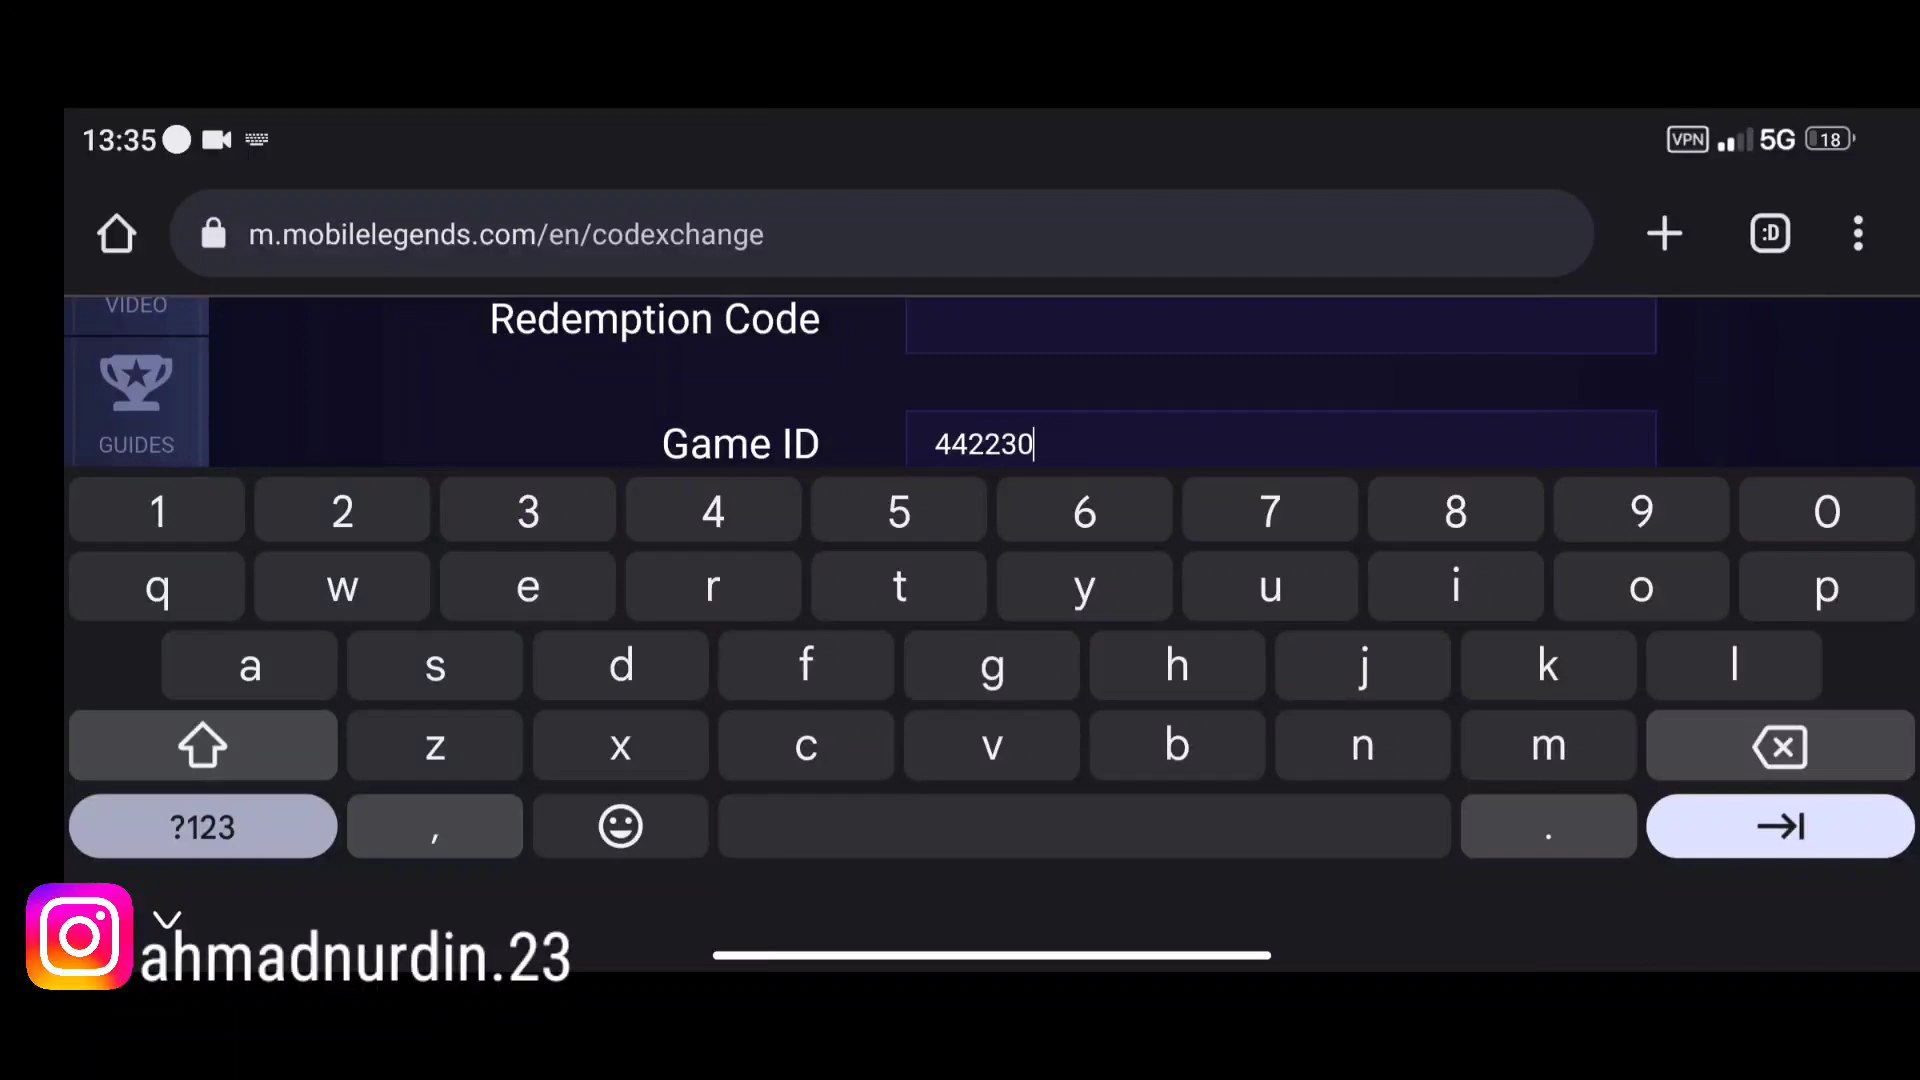 13:35 VPN 5G 18
m.mobilelegends.com/en/codexchange :D
VIDEO
Redemption Code
GUIDES
Game ID 442230
1 2 3 4 5 6 7 8 9 0
q w e r t y u i o p
a s d f g h j k l
z x c v b n m
?123 , .
ahmadnurdin.23